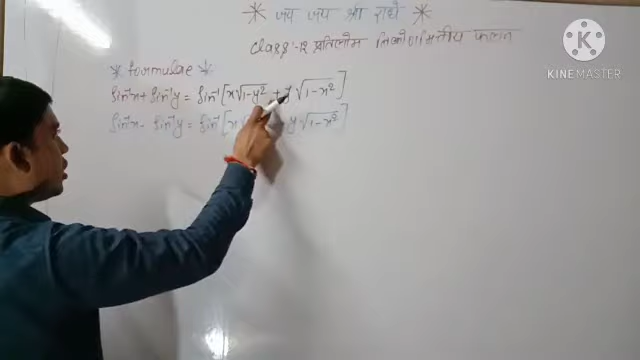 * जय जय श्री राधे *
Class-12 प्रतिलोम त्रिकोणमितीय फलन
* formulae *
sin⁻¹x + sin⁻¹y = sin⁻¹[x√1-y² + y√1-x²]
sin⁻¹x - sin⁻¹y = sin⁻¹[x√ y√1-x²]
K
KINEMASTER